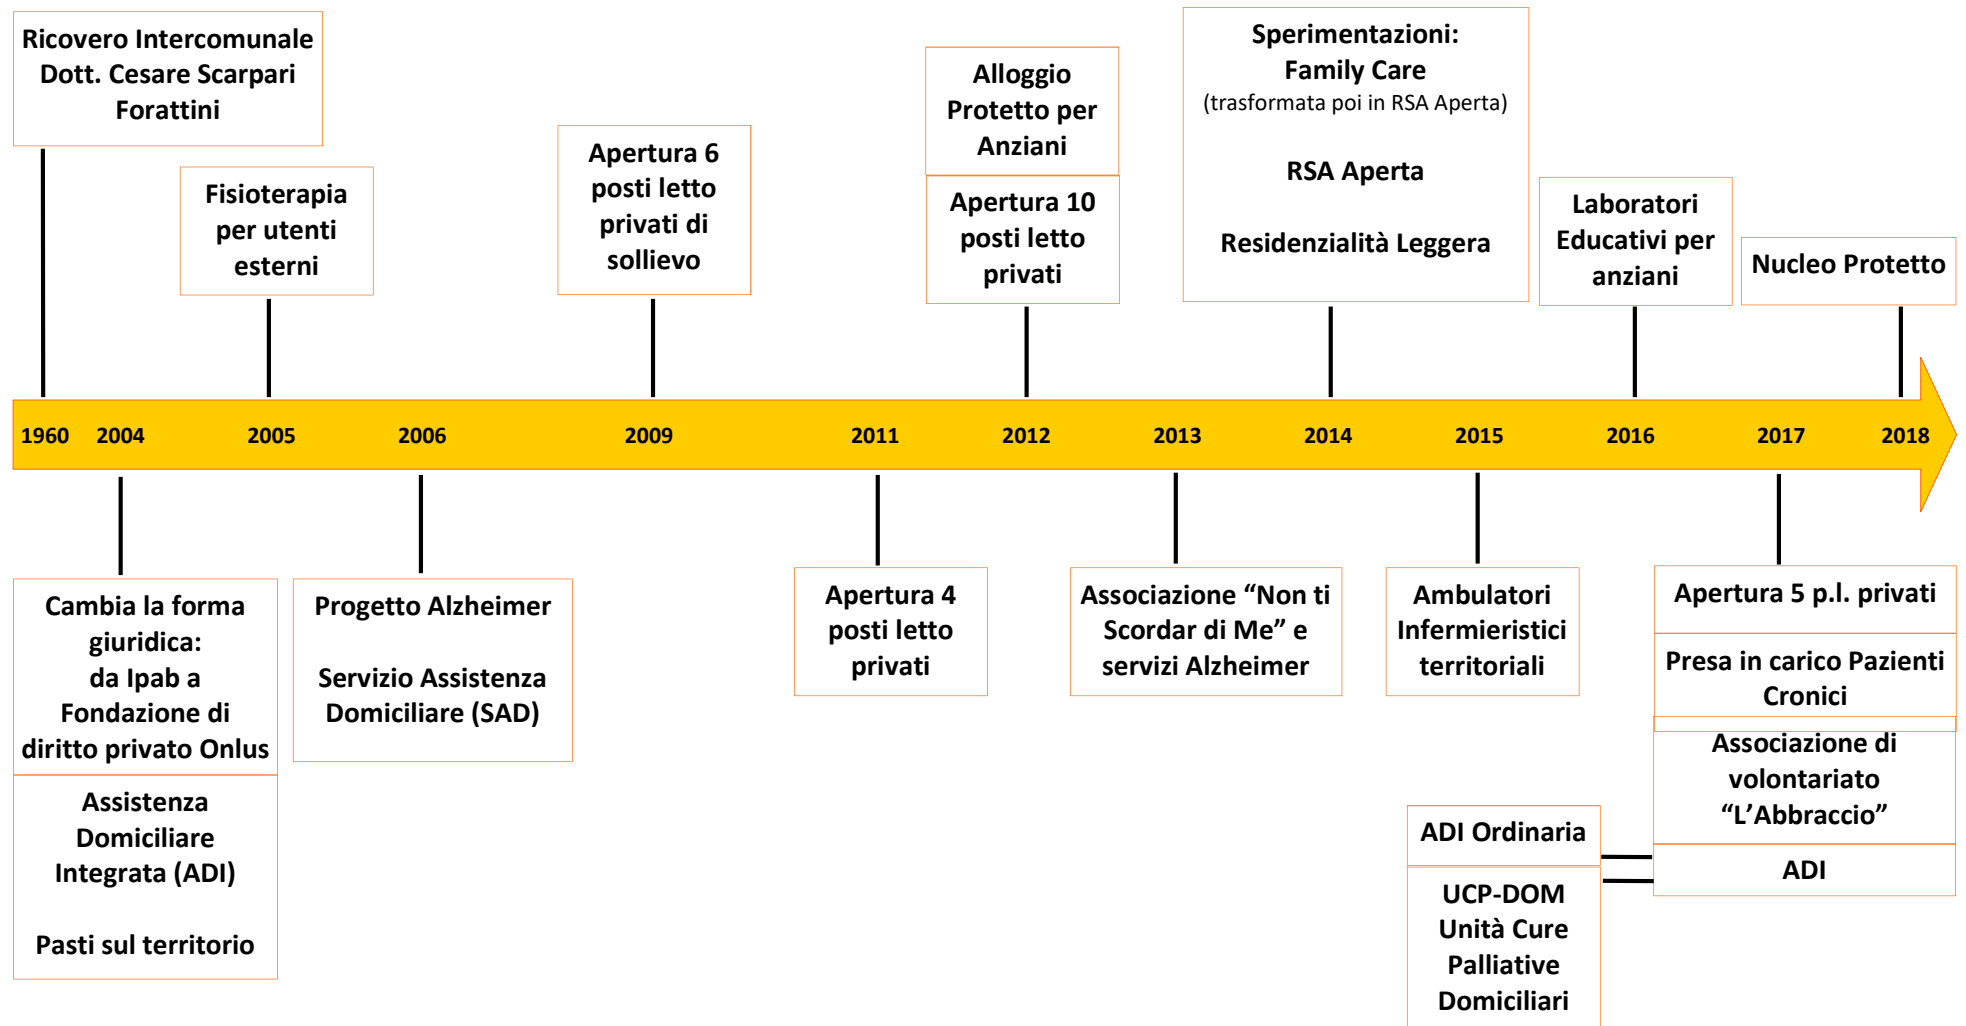 Ricovero Intercomunale
Dott. Cesare Scarpari
Forattini
Fisioterapia
per utenti
esterni
Apertura 6
posti letto
privati di
sollievo
Alloggio
Protetto per
Anziani
Apertura 10
posti letto
privati
Sperimentazioni:
Family Care
(trasformata poi in RSA Aperta)
RSA Aperta
Residenzialità Leggera
Laboratori
Educativi per
anziani
Nucleo Protetto
1960 2004 2005 2006 2009 2011 2012 2013 2014 2015 2016 2017 2018
Cambia la forma
giuridica:
da Ipab a
Fondazione di
diritto privato Onlus
Assistenza
Domiciliare
Integrata (ADI)
Pasti sul territorio
Progetto Alzheimer
Servizio Assistenza
Domiciliare (SAD)
Apertura 4
posti letto
privati
Associazione “Non ti
Scordar di Me” e
servizi Alzheimer
Ambulatori
Infermieristici
territoriali
Apertura 5 p.l. privati
Presa in carico Pazienti
Cronici
Associazione di
volontariato
“L’Abbraccio”
ADI
ADI Ordinaria
UCP-DOM
Unità Cure
Palliative
Domiciliari